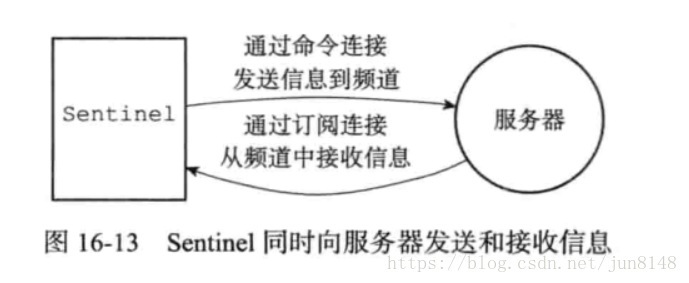 通过命令连接
发送信息到频道
Sentinel
通过订阅连接
从频道中接收信息
服务器
图 16-13 Sentinel 同时向服务器发送和接收信息
https://blog.csdn.net/jun8148